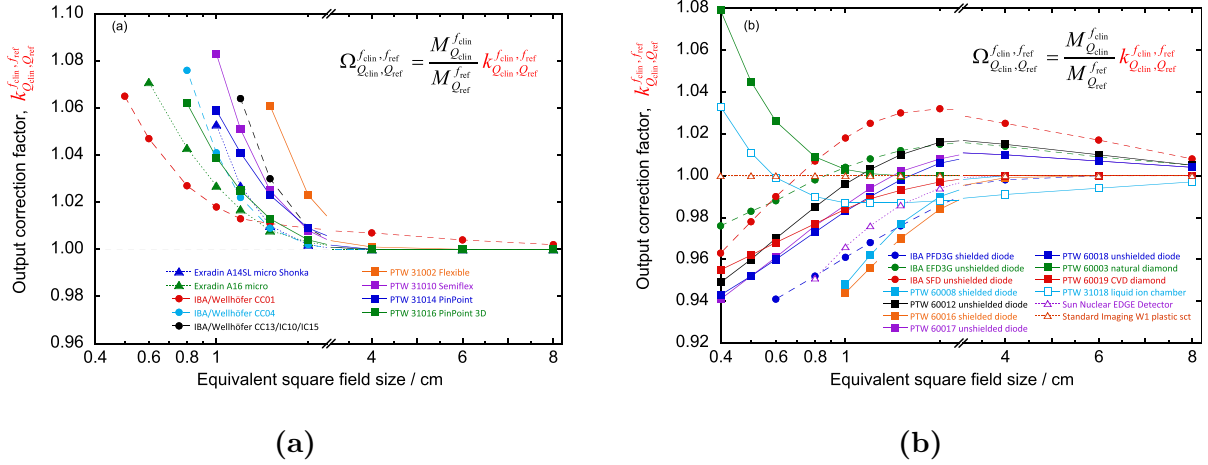 (a)
Ω^{f_clin, f_ref}_{Q_clin, Q_ref} = M^{f_clin}_{Q_clin} / M^{f_ref}_{Q_ref} k^{f_clin, f_ref}_{Q_clin, Q_ref}
Output correction factor, k^{f_clin, f_ref}_{Q_clin, Q_ref}
1.10
1.08
1.06
1.04
1.02
1.00
0.98
0.96
Exradin A14SL micro Shonka
Exradin A16 micro
IBA/Wellhöfer CC01
IBA/Wellhöfer CC04
IBA/Wellhöfer CC13/IC10/IC15
PTW 31002 Flexible
PTW 31010 Semiflex
PTW 31014 PinPoint
PTW 31016 PinPoint 3D
0.4 0.6 0.8 1 4 6 8
Equivalent square field size / cm
(a)
(b)
Ω^{f_clin, f_ref}_{Q_clin, Q_ref} = M^{f_clin}_{Q_clin} / M^{f_ref}_{Q_ref} k^{f_clin, f_ref}_{Q_clin, Q_ref}
Output correction factor, k^{f_clin, f_ref}_{Q_clin, Q_ref}
1.08
1.06
1.04
1.02
1.00
0.98
0.96
0.94
0.92
IBA PFD3G shielded diode
IBA EFD3G unshielded diode
IBA SFD unshielded diode
PTW 60008 shielded diode
PTW 60012 unshielded diode
PTW 60016 shielded diode
PTW 60017 unshielded diode
PTW 60018 unshielded diode
PTW 60003 natural diamond
PTW 60019 CVD diamond
PTW 31018 liquid ion chamber
Sun Nuclear EDGE Detector
Standard Imaging W1 plastic sct
0.4 0.6 0.8 1 4 6 8
Equivalent square field size / cm
(b)